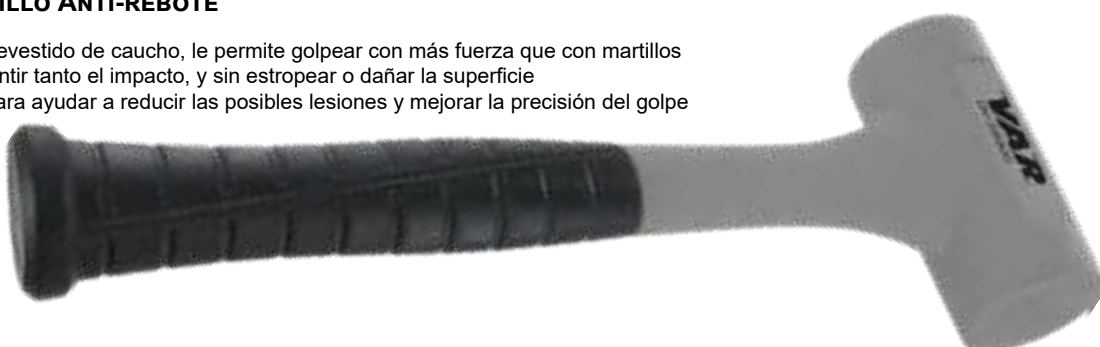 ILLO ANTI-REBOTE
evestido de caucho, le permite golpear con más fuerza que con martillos
ntir tanto el impacto, y sin estropear o dañar la superficie
ara ayudar a reducir las posibles lesiones y mejorar la precisión del golpe
VAR